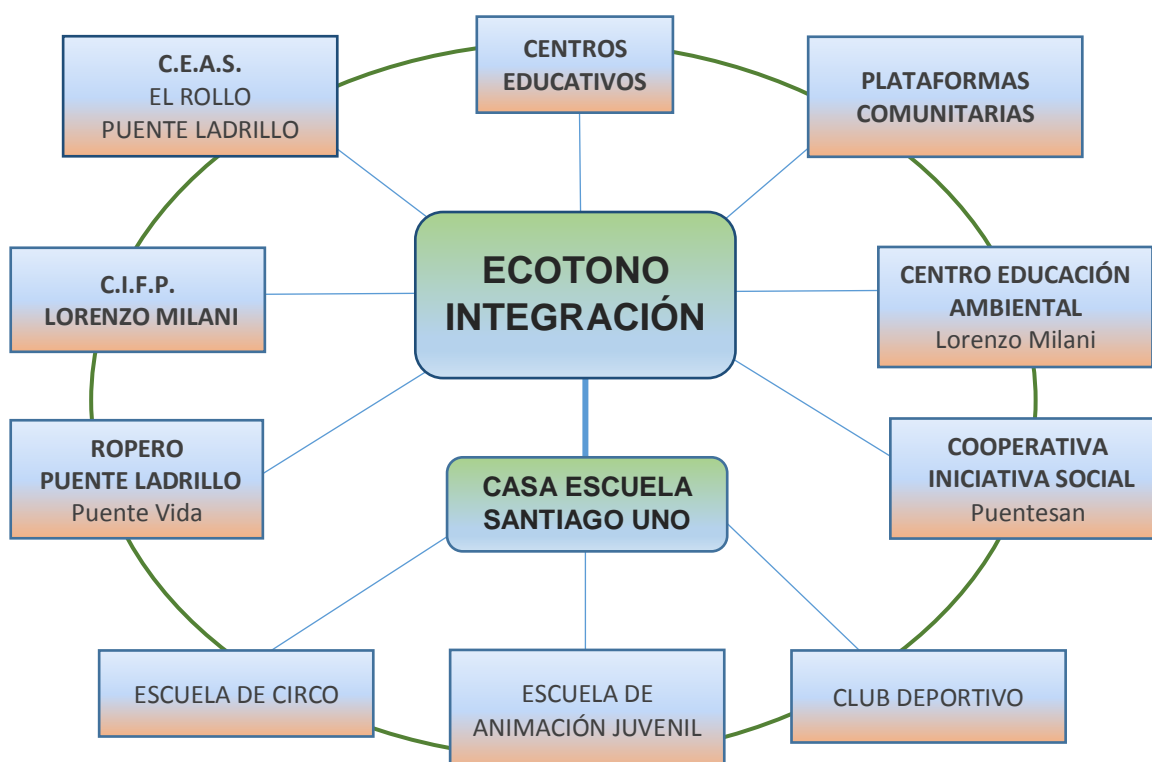 C.E.A.S.
EL ROLLO
PUENTE LADRILLO
CENTROS
EDUCATIVOS
PLATAFORMAS
COMUNITARIAS
C.I.F.P.
LORENZO MILANI
ECOTONO
INTEGRACIÓN
CENTRO EDUCACIÓN
AMBIENTAL
Lorenzo Milani
ROPERO
PUENTE LADRILLO
Puente Vida
CASA ESCUELA
SANTIAGO UNO
COOPERATIVA
INICIATIVA SOCIAL
Puentesan
ESCUELA DE CIRCO
ESCUELA DE
ANIMACIÓN JUVENIL
CLUB DEPORTIVO